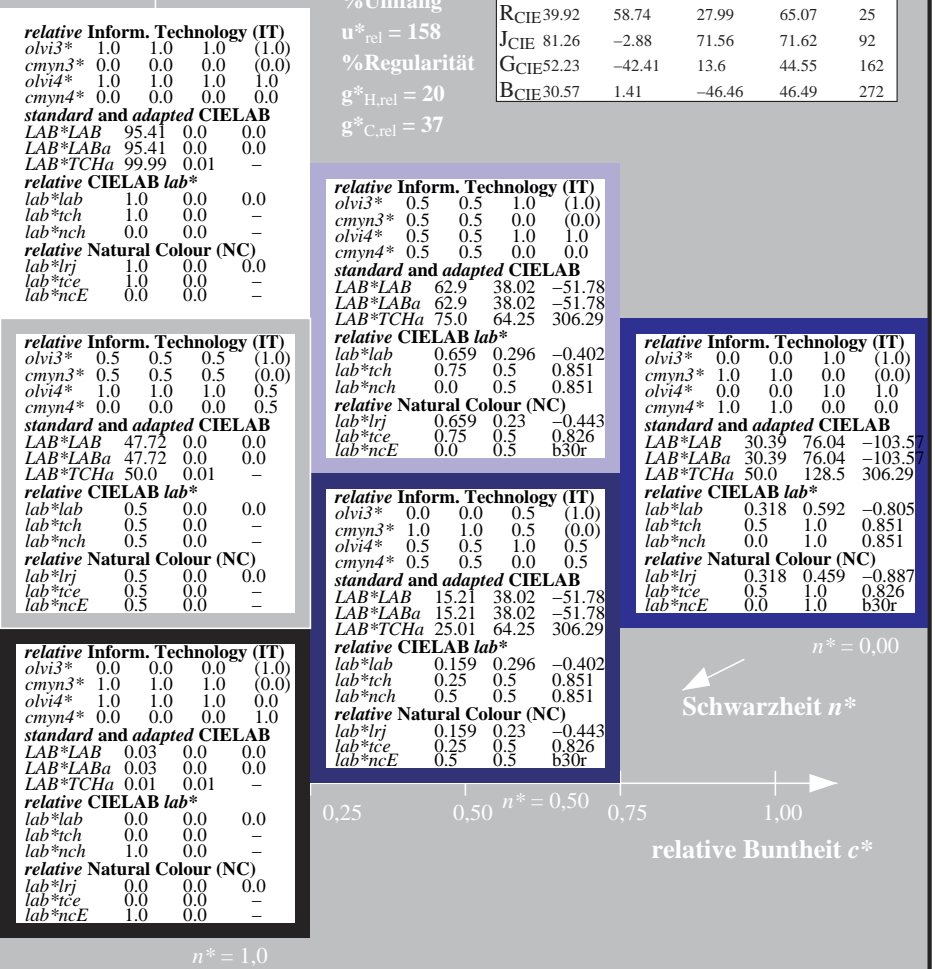 %Umfang
u*rel = 158
%Regularität
g*H,rel = 20
g*C,rel = 37
RCIE 39.92 58.74 27.99 65.07 25
JCIE 81.26 −2.88 71.56 71.62 92
GCIE 52.23 −42.41 13.6 44.55 162
BCIE 30.57 1.41 −46.46 46.49 272
relative Inform. Technology (IT)
olvi3* 1.0 1.0 1.0 (1.0)
cmyn3* 0.0 0.0 0.0 (0.0)
olvi4* 1.0 1.0 1.0 1.0
cmyn4* 0.0 0.0 0.0 0.0
standard and adapted CIELAB
LAB*LAB 95.41 0.0 0.0
LAB*LABa 95.41 0.0 0.0
LAB*TCHa 99.99 0.01 –
relative CIELAB lab*
lab*lab 1.0 0.0 0.0
lab*tch 1.0 0.0 –
lab*nch 0.0 0.0 –
relative Natural Colour (NC)
lab*lrj 1.0 0.0 0.0
lab*tce 1.0 0.0 –
lab*ncE 0.0 0.0 –
relative Inform. Technology (IT)
olvi3* 0.5 0.5 1.0 (1.0)
cmyn3* 0.5 0.5 0.0 (0.0)
olvi4* 0.5 0.5 1.0 1.0
cmyn4* 0.5 0.5 0.0 0.0
standard and adapted CIELAB
LAB*LAB 62.9 38.02 −51.78
LAB*LABa 62.9 38.02 −51.78
LAB*TCHa 75.0 64.25 306.29
relative CIELAB lab*
lab*lab 0.659 0.296 −0.402
lab*tch 0.75 0.5 0.851
lab*nch 0.0 0.5 0.851
relative Natural Colour (NC)
lab*lrj 0.659 0.23 −0.443
lab*tce 0.75 0.5 0.826
lab*ncE 0.0 0.5 b30r
relative Inform. Technology (IT)
olvi3* 0.5 0.5 0.5 (1.0)
cmyn3* 0.5 0.5 0.5 (0.0)
olvi4* 1.0 1.0 1.0 0.5
cmyn4* 0.0 0.0 0.0 0.5
standard and adapted CIELAB
LAB*LAB 47.72 0.0 0.0
LAB*LABa 47.72 0.0 0.0
LAB*TCHa 50.0 0.01 –
relative CIELAB lab*
lab*lab 0.5 0.0 0.0
lab*tch 0.5 0.0 –
lab*nch 0.5 0.0 –
relative Natural Colour (NC)
lab*lrj 0.5 0.0 0.0
lab*tce 0.5 0.0 –
lab*ncE 0.5 0.0 –
relative Inform. Technology (IT)
olvi3* 0.0 0.0 1.0 (1.0)
cmyn3* 1.0 1.0 0.0 (0.0)
olvi4* 0.0 0.0 1.0 1.0
cmyn4* 1.0 1.0 0.0 0.0
standard and adapted CIELAB
LAB*LAB 30.39 76.04 −103.57
LAB*LABa 30.39 76.04 −103.57
LAB*TCHa 50.0 128.5 306.29
relative CIELAB lab*
lab*lab 0.318 0.592 −0.805
lab*tch 0.5 1.0 0.851
lab*nch 0.0 1.0 0.851
relative Natural Colour (NC)
lab*lrj 0.318 0.459 −0.887
lab*tce 0.5 1.0 0.826
lab*ncE 0.0 1.0 b30r
relative Inform. Technology (IT)
olvi3* 0.0 0.0 0.5 (1.0)
cmyn3* 1.0 1.0 0.5 (0.0)
olvi4* 0.5 0.5 1.0 0.5
cmyn4* 0.5 0.5 0.0 0.5
standard and adapted CIELAB
LAB*LAB 15.21 38.02 −51.78
LAB*LABa 15.21 38.02 −51.78
LAB*TCHa 25.01 64.25 306.29
relative CIELAB lab*
lab*lab 0.159 0.296 −0.402
lab*tch 0.25 0.5 0.851
lab*nch 0.5 0.5 0.851
relative Natural Colour (NC)
lab*lrj 0.159 0.23 −0.443
lab*tce 0.25 0.5 0.826
lab*ncE 0.5 0.5 b30r
n* = 0,00
Schwarzheit n*
relative Inform. Technology (IT)
olvi3* 0.0 0.0 0.0 (1.0)
cmyn3* 1.0 1.0 1.0 (0.0)
olvi4* 1.0 1.0 1.0 0.0
cmyn4* 0.0 0.0 0.0 1.0
standard and adapted CIELAB
LAB*LAB 0.03 0.0 0.0
LAB*LABa 0.03 0.0 0.0
LAB*TCHa 0.01 0.01 –
relative CIELAB lab*
lab*lab 0.0 0.0 0.0
lab*tch 0.0 0.0 –
lab*nch 1.0 0.0 –
relative Natural Colour (NC)
lab*lrj 0.0 0.0 0.0
lab*tce 0.0 0.0 –
lab*ncE 1.0 0.0 –
0,25 0,50 n* = 0,50 0,75 1,00
relative Buntheit c*
n* = 1,0